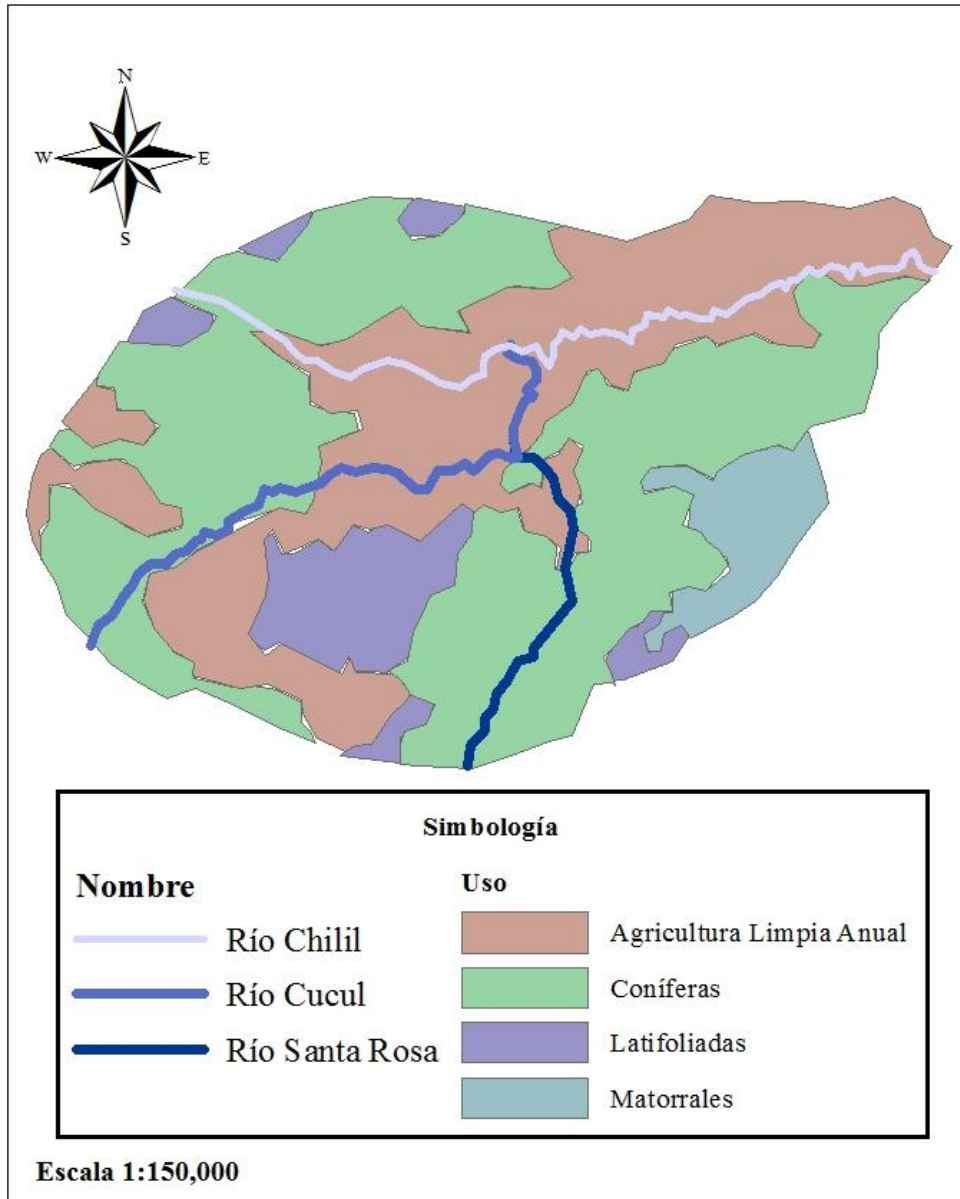 N
W
E
S
Simbología
Nombre
Río Chilil
Río Cucul
Río Santa Rosa
Uso
Agricultura Limpia Anual
Coníferas
Latifoliadas
Matorrales
Escala 1:150,000